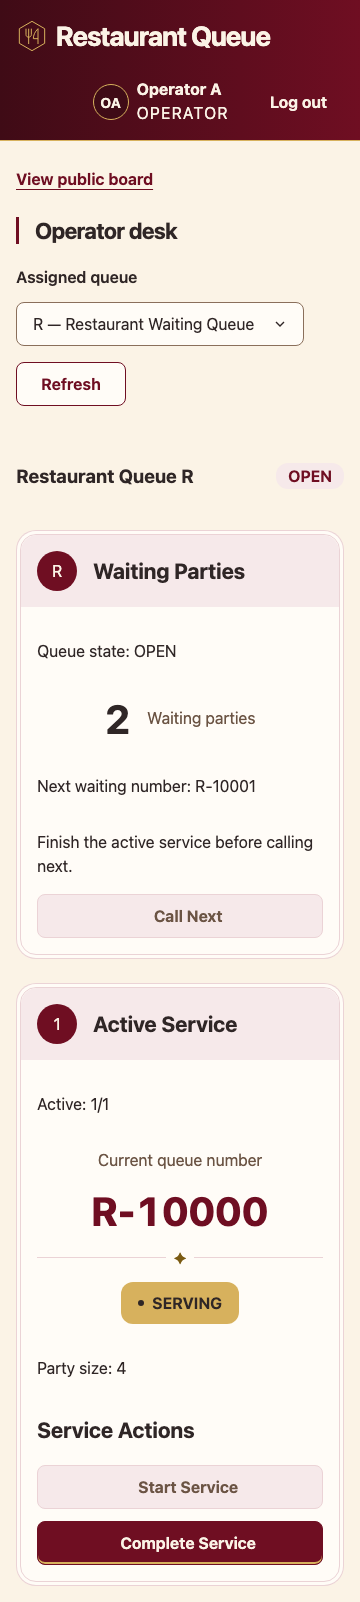 Restaurant Queue
OA
Operator A
OPERATOR
Log out
View public board
Operator desk
Assigned queue
R — Restaurant Waiting Queue
Refresh
Restaurant Queue R
OPEN
R
Waiting Parties
Queue state: OPEN
2 Waiting parties
Next waiting number: R-10001
Finish the active service before calling
next.
Call Next
1
Active Service
Active: 1/1
Current queue number
R-10000
• SERVING
Party size: 4
Service Actions
Start Service
Complete Service